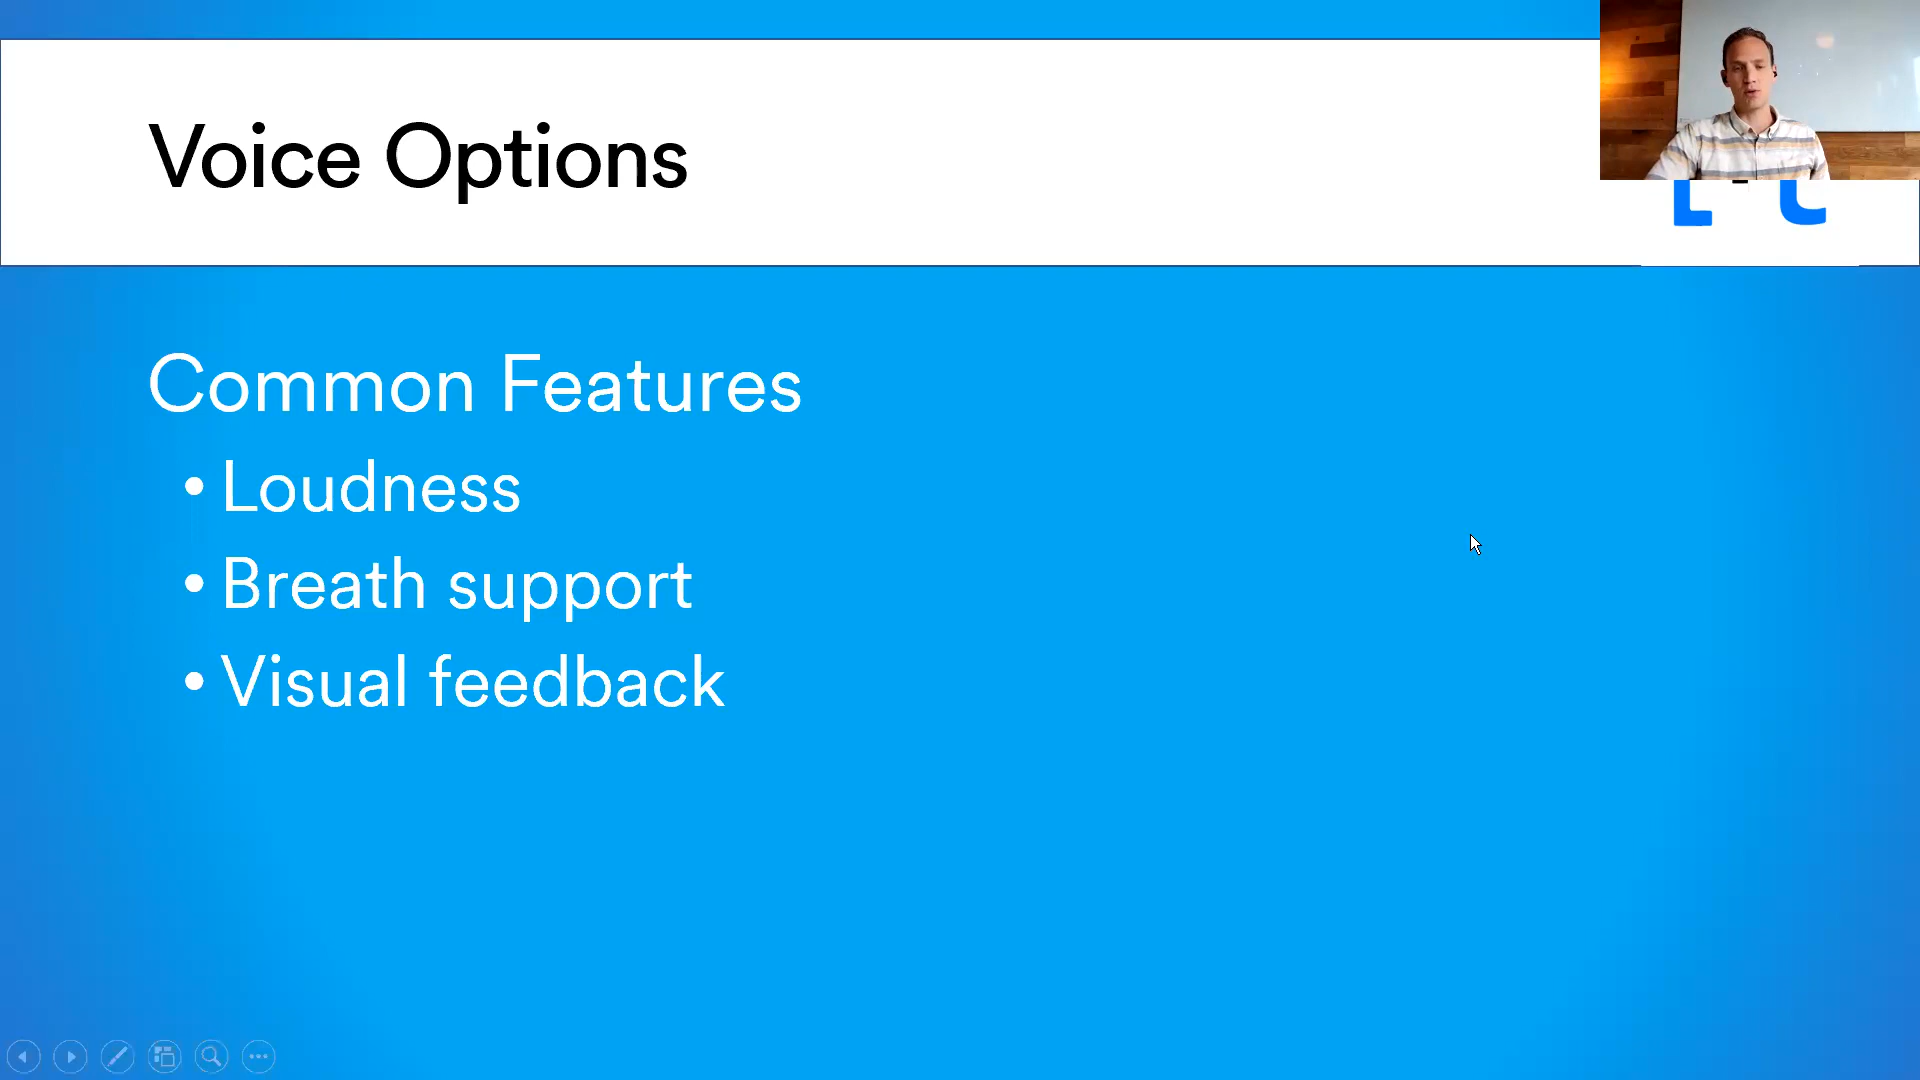 Voice Options
Common Features
• Loudness
• Breath support
• Visual feedback